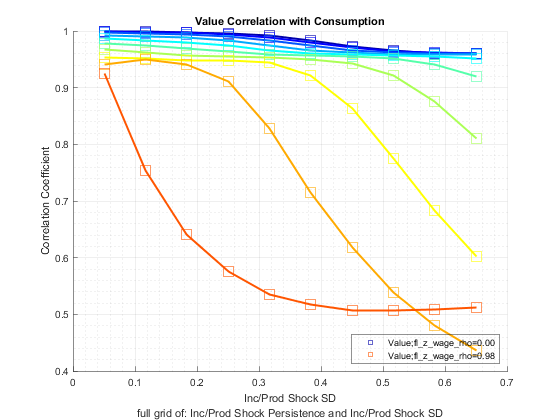 Value Correlation with Consumption
Correlation Coefficient
1
0.9
0.8
0.7
0.6
0.5
0.4
0
0.1
0.2
0.3
0.4
0.5
0.6
0.7
Value;fl_z_wage_rho=0.00
Value;fl_z_wage_rho=0.98
Inc/Prod Shock SD
full grid of: Inc/Prod Shock Persistence and Inc/Prod Shock SD